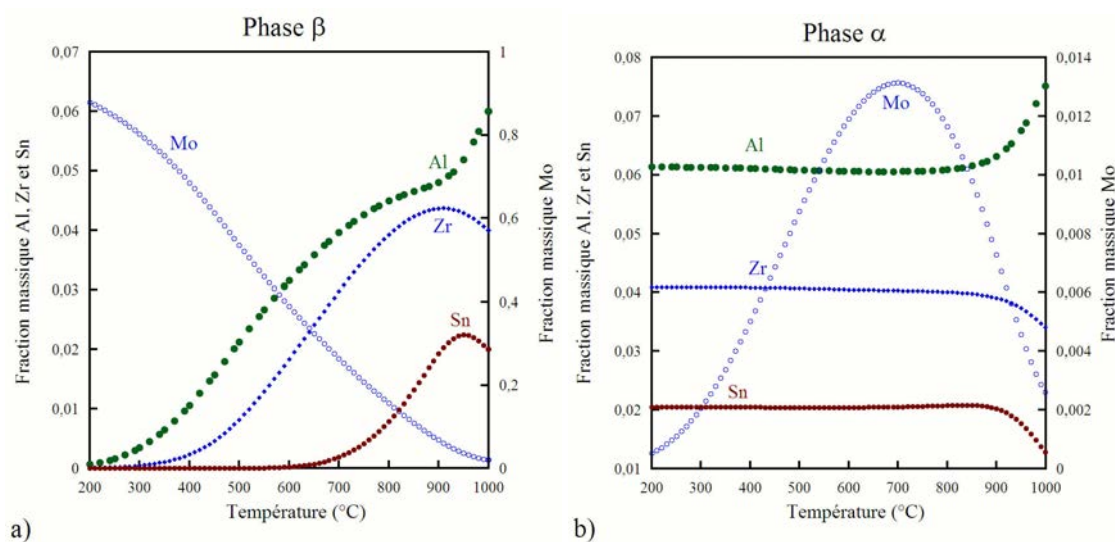 Phase β
Fraction massique Al, Zr et Sn
0,07
0,06
0,05
0,04
0,03
0,02
0,01
0
Mo
Al
Zr
Sn
1
0,8
0,6
0,4
0,2
0
Fraction massique Mo
200 300 400 500 600 700 800 900 1000
Température (°C)
a)
Phase α
Fraction massique Al, Zr et Sn
0,08
0,07
0,06
0,05
0,04
0,03
0,02
0,01
Mo
Al
Zr
Sn
0,014
0,012
0,01
0,008
0,006
0,004
0,002
0
Fraction massique Mo
200 300 400 500 600 700 800 900 1000
Température (°C)
b)